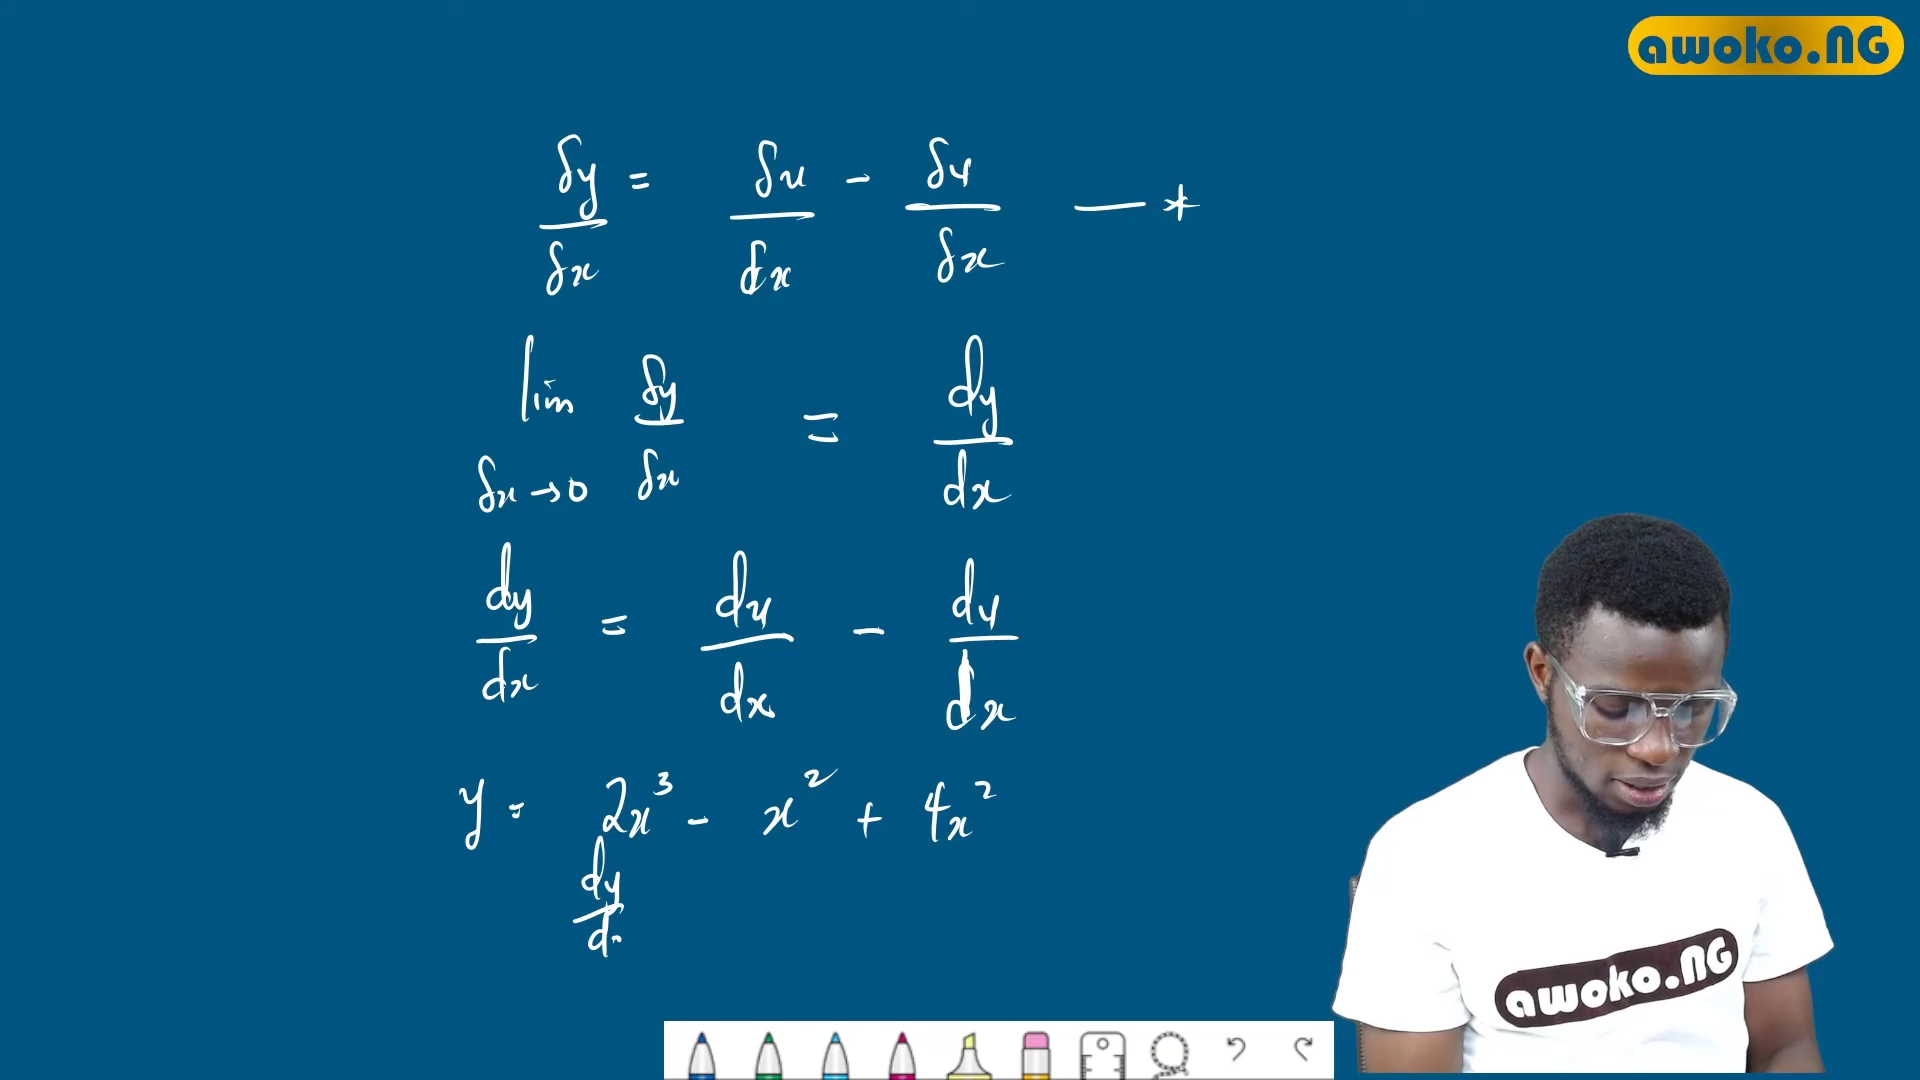 awoko.NG
δy/δx = δu/δx - δv/δx — *
lim δx→0 δy/δx = dy/dx
dy/dx = du/dx - dv/dx
y = 2x³ - x² + 4x²
dy/d
awoko.NG